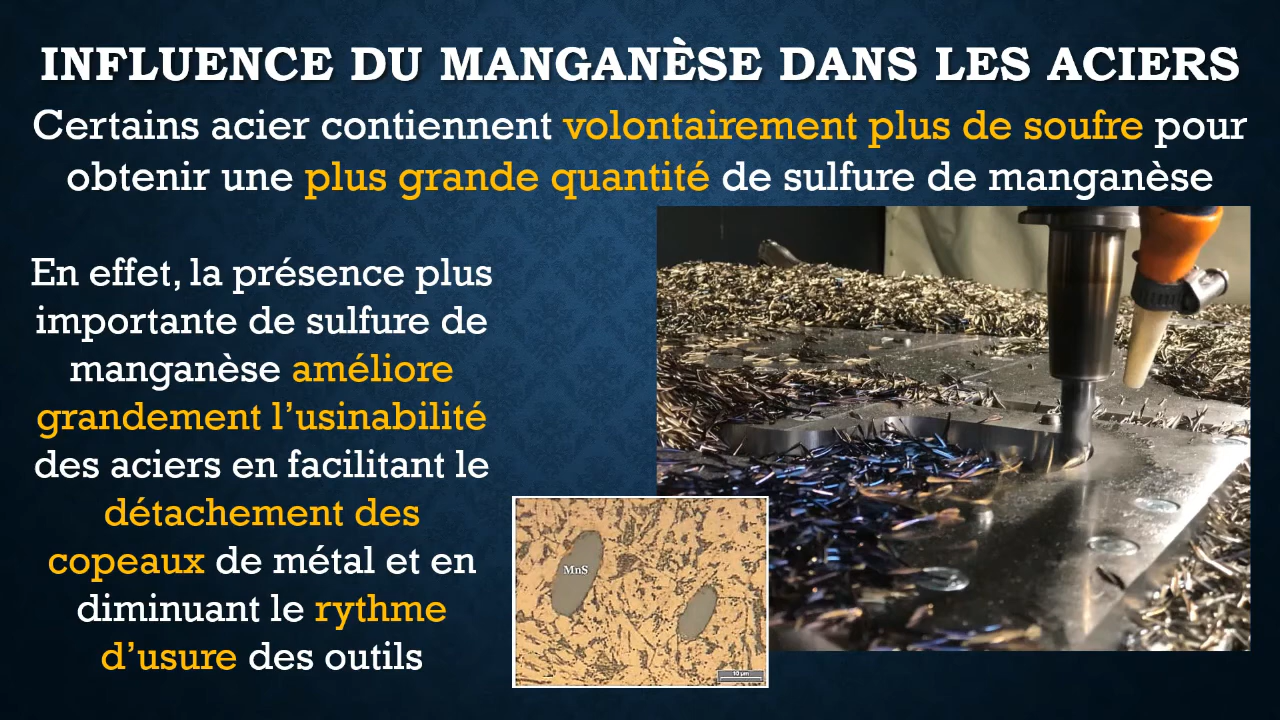 INFLUENCE DU MANGANÈSE DANS LES ACIERS
Certains acier contiennent volontairement plus de soufre pour
obtenir une plus grande quantité de sulfure de manganèse
En effet, la présence plus
importante de sulfure de
manganèse améliore
grandement l’usinabilité
des aciers en facilitant le
détachement des
copeaux de métal et en
diminuant le rythme
d’usure des outils
MnS
10 µm